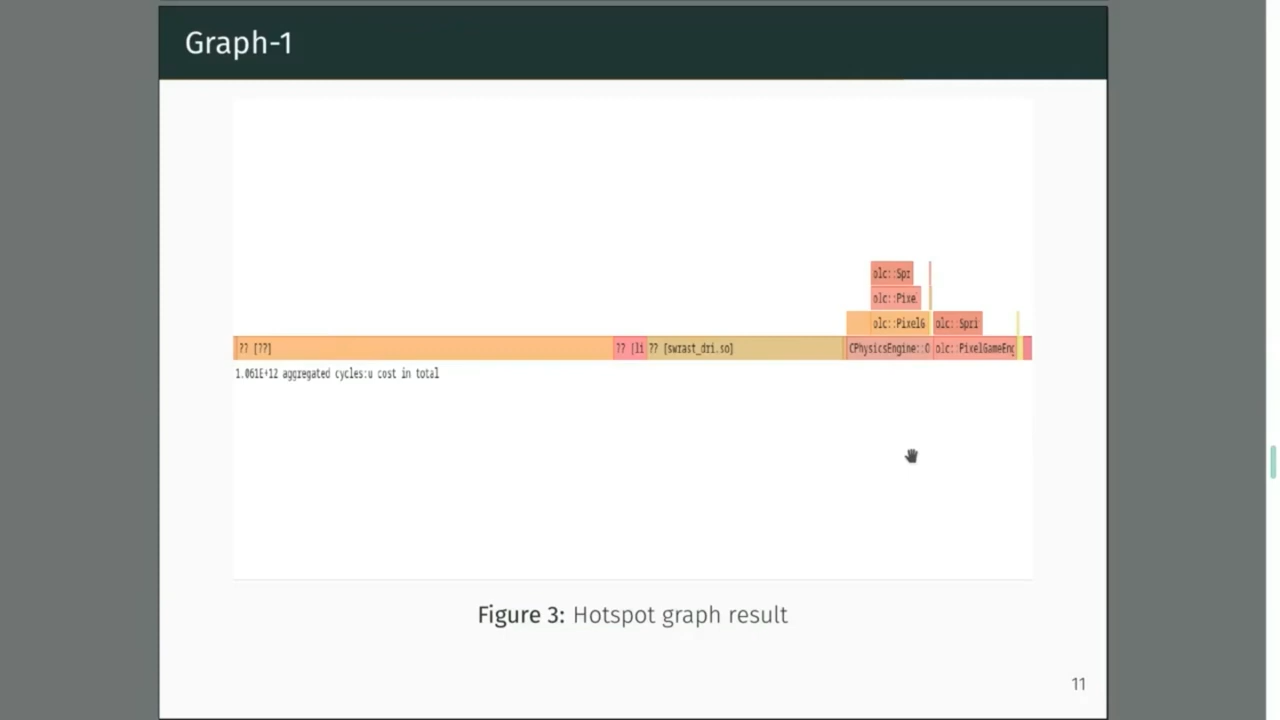 Graph-1
olc::Spr
olc::Pixe
olc::PixelG olc::Spri
?? [??] ?? [li ?? [swrast_dri.so] CPhysicsEngine::O olc::PixelGameEng
1.061E+12 aggregated cycles:u cost in total
Figure 3: Hotspot graph result
11